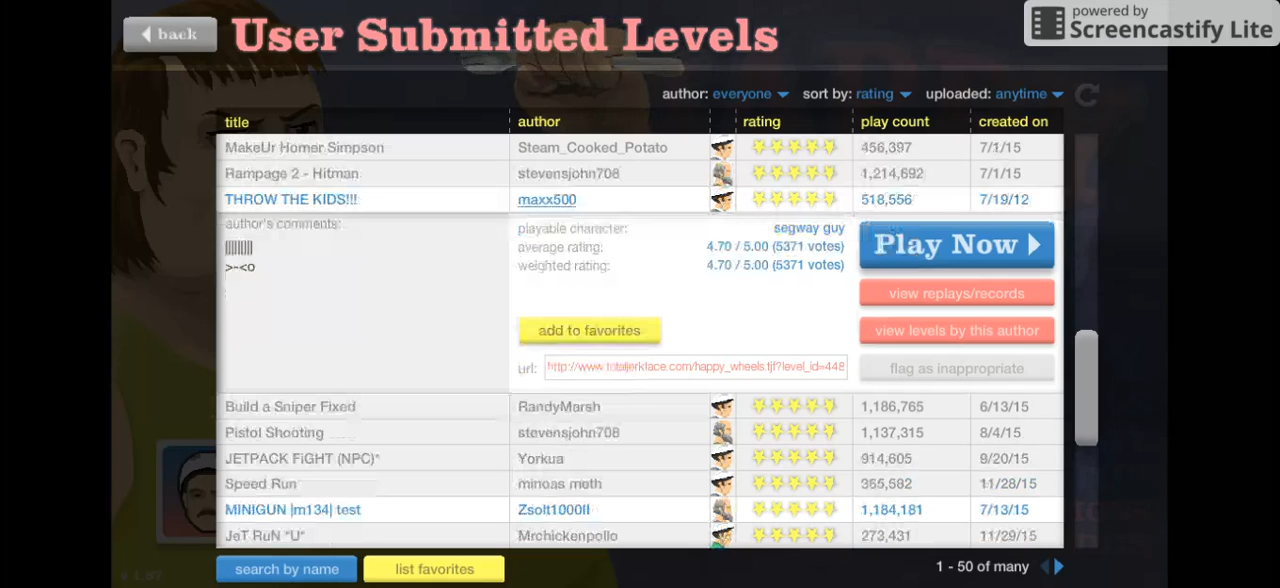 back
User Submitted Levels
powered by
Screencastify Lite
author: everyone sort by: rating uploaded: anytime
title author rating play count created on
MakeUr Homer Simpson Steam_Cooked_Potato 456,397 7/1/15
Rampage 2 - Hitman stevensjohn708 1,214,692 7/1/15
THROW THE KIDS!!! maxx500 518,556 7/19/12
author's comments:
||||||||||
>-<o
playable character: segway guy
average rating: 4.70 / 5.00 (5371 votes)
weighted rating: 4.70 / 5.00 (5371 votes)
add to favorites
url: http://www.totaljerkface.com/happy_wheels.tjf?level_id=448
Play Now
view replays/records
view levels by this author
flag as inappropriate
Build a Sniper Fixed RandyMarsh 1,186,765 6/13/15
Pistol Shooting stevensjohn708 1,137,315 8/4/15
JETPACK FiGHT (NPC)* Yorkua 914,605 9/20/15
Speed Run minoas moth 365,582 11/28/15
MINIGUN |m134| test Zsolt1000II 1,184,181 7/13/15
JeT RuN "U" Mrchickenpollo 273,431 11/29/15
search by name
list favorites
1 - 50 of many